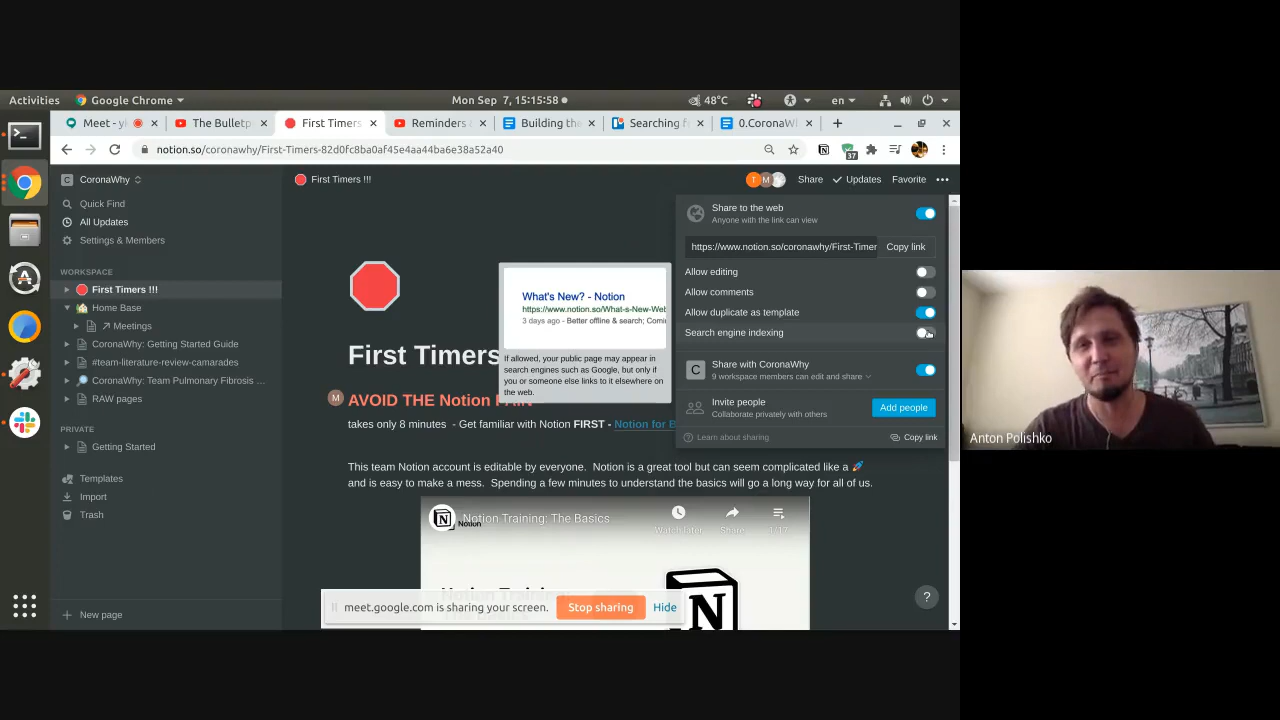 Activities
Google Chrome
Mon Sep 7, 15:15:58
48°C
en
Meet -
The Bulletp
First Timers
Reminders
Building the
Searching f
0.CoronaWh
notion.so/coronawhy/First-Timers-82d0fc8ba0af45e4aa44ba6e38a52a40
37
C CoronaWhy
First Timers !!!
T M
Share
Updates
Favorite
Quick Find
All Updates
Settings & Members
WORKSPACE
First Timers !!!
Home Base
Meetings
CoronaWhy: Getting Started Guide
#team-literature-review-camarades
CoronaWhy: Team Pulmonary Fibrosis ...
RAW pages
PRIVATE
Getting Started
Templates
Import
Trash
New page
First Timers
M AVOID THE Notion
takes only 8 minutes - Get familiar with Notion FIRST - Notion for B
This team Notion account is editable by everyone. Notion is a great tool but can seem complicated like a 🚀
and is easy to make a mess. Spending a few minutes to understand the basics will go a long way for all of us.
What's New? - Notion
https://www.notion.so/What-s-New-Web
3 days ago - Better offline & search;
If allowed, your public page may appear in
search engines such as Google, but only if
you or someone else links to it elsewhere on
the web.
Share to the web
Anyone with the link can view
https://www.notion.so/coronawhy/First-Timer
Copy link
Allow editing
Allow comments
Allow duplicate as template
Search engine indexing
C Share with CoronaWhy
9 workspace members can edit and share
Invite people
Collaborate privately with others
Add people
Learn about sharing
Copy link
Notion Training: The Basics
Notion
Watch later
Share
1/17
N
meet.google.com is sharing your screen.
Stop sharing
Hide
?
Anton Polishko